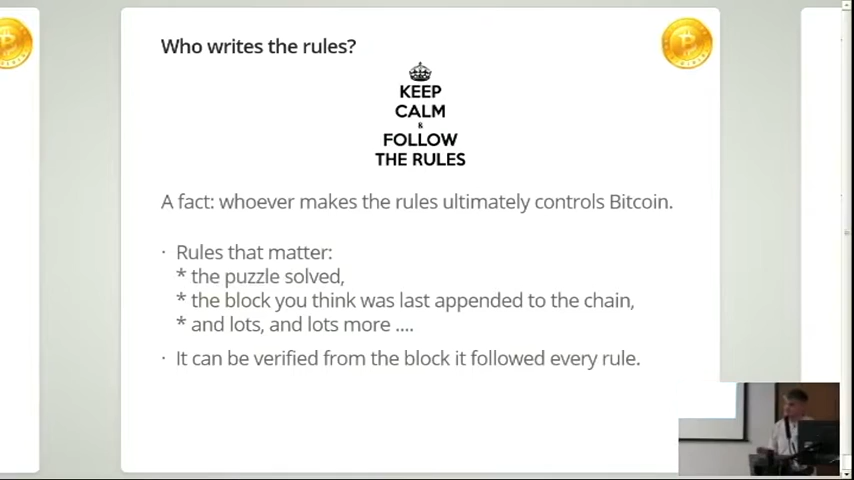 Who writes the rules?
KEEP
CALM
&
FOLLOW
THE RULES
A fact: whoever makes the rules ultimately controls Bitcoin.
· Rules that matter:
* the puzzle solved,
* the block you think was last appended to the chain,
* and lots, and lots more ....
· It can be verified from the block it followed every rule.